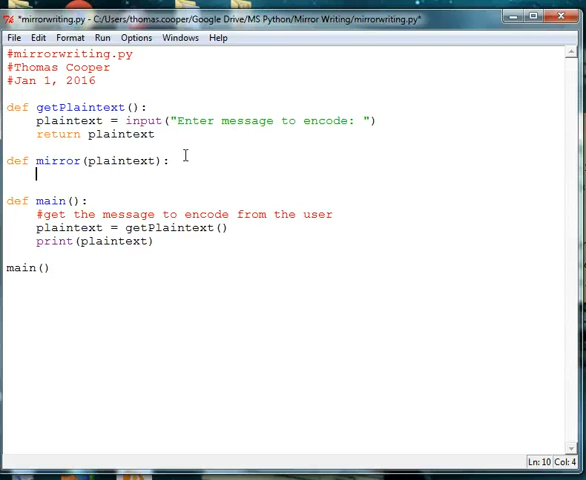 *mirrorwriting.py - C:/Users/thomas.cooper/Google Drive/MS Python/Mirror Writing/mirrorwriting.py*
File Edit Format Run Options Windows Help
#mirrorwriting.py
#Thomas Cooper
#Jan 1, 2016
def getPlaintext():
    plaintext = input("Enter message to encode: ")
    return plaintext
def mirror(plaintext):
def main():
    #get the message to encode from the user
    plaintext = getPlaintext()
    print(plaintext)
main()
Ln: 10 Col: 4